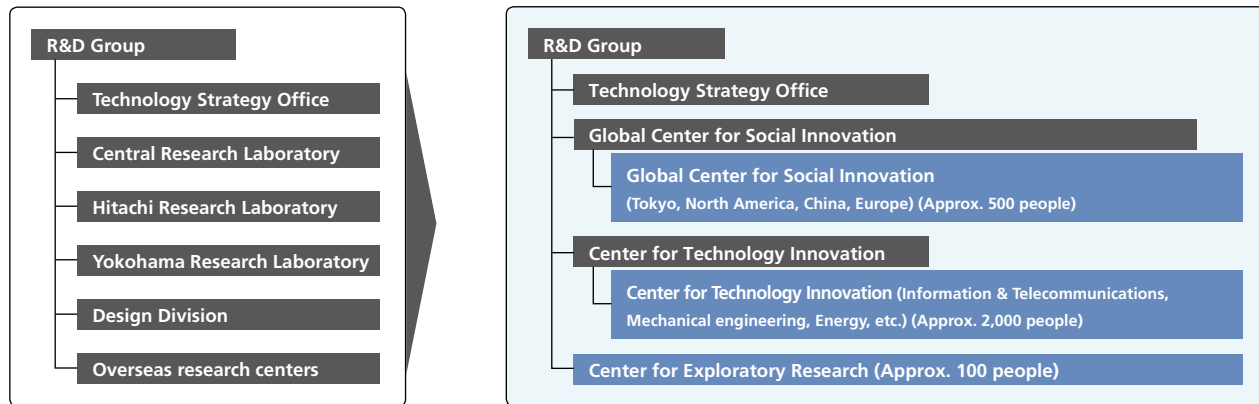 R&D Group
Technology Strategy Office
Central Research Laboratory
Hitachi Research Laboratory
Yokohama Research Laboratory
Design Division
Overseas research centers
R&D Group
Technology Strategy Office
Global Center for Social Innovation
Global Center for Social Innovation
(Tokyo, North America, China, Europe) (Approx. 500 people)
Center for Technology Innovation
Center for Technology Innovation (Information & Telecommunications,
Mechanical engineering, Energy, etc.) (Approx. 2,000 people)
Center for Exploratory Research (Approx. 100 people)